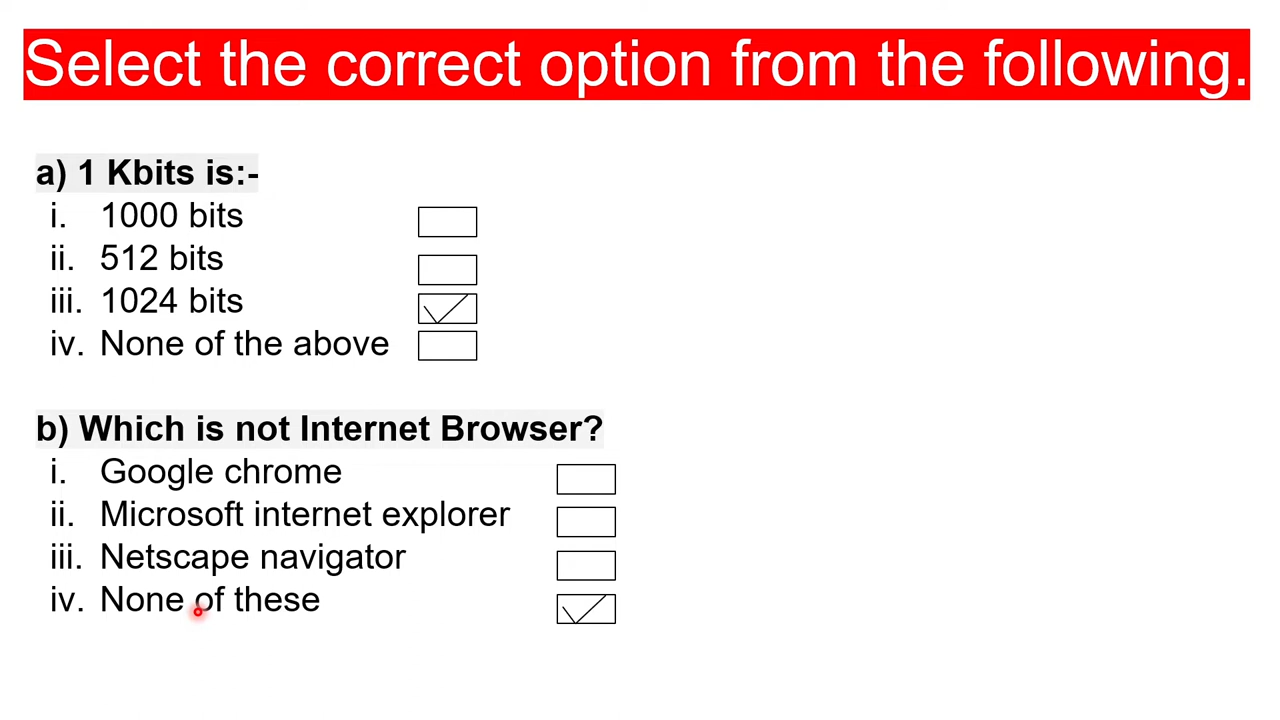 Select the correct option from the following.
a) 1 Kbits is:-
i. 1000 bits
ii. 512 bits
iii. 1024 bits
iv. None of the above
b) Which is not Internet Browser?
i. Google chrome
ii. Microsoft internet explorer
iii. Netscape navigator
iv. None of these